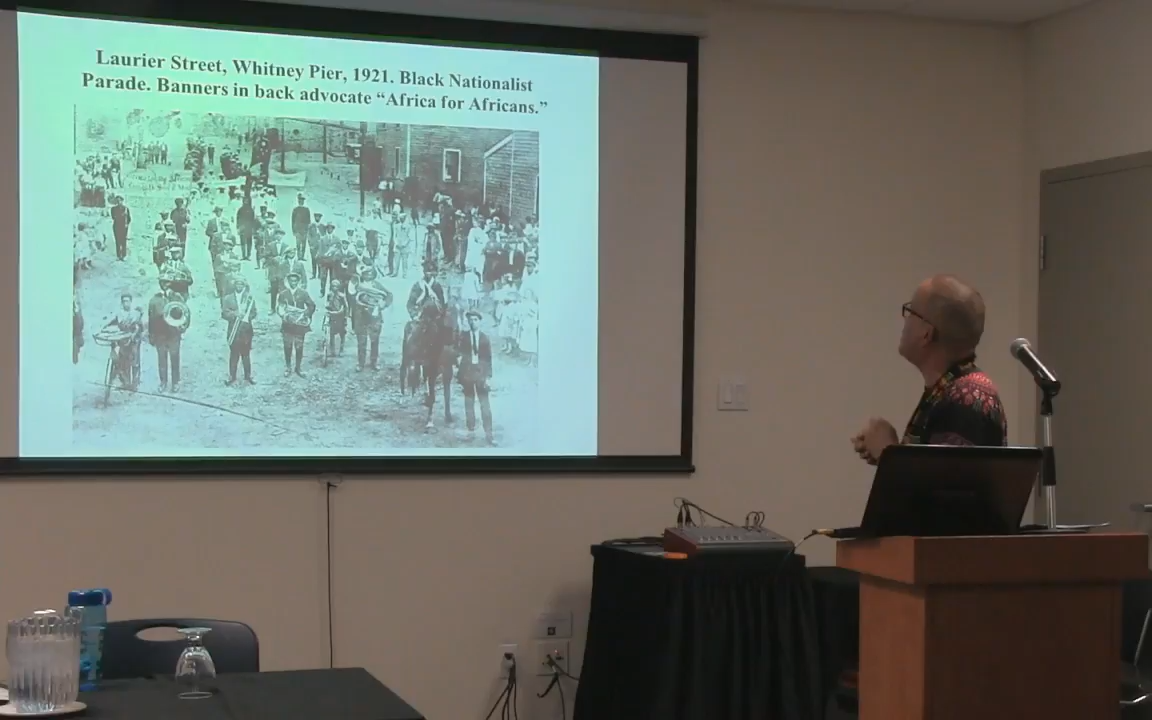 Laurier Street, Whitney Pier, 1921. Black Nationalist
Parade. Banners in back advocate “Africa for Africans.”